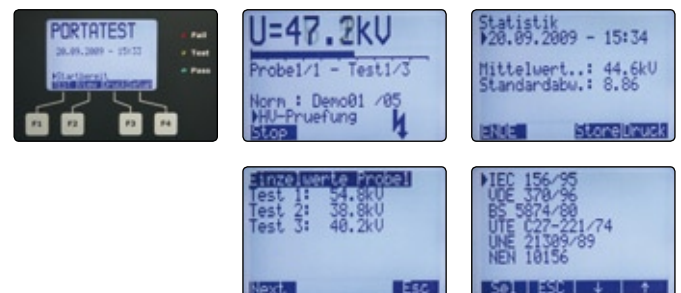 PORTATEST
20.09.2009 - 15:33
Startbereit
Fail
Test
Pass
F1 F2 F3 F4
U=47.2kV
Probe1/1 - Test1/3
Norm : Demo01 /05
HV-Pruefung
Stop
Statistik
20.09.2009 - 15:34
Mittelwert..: 44.6kV
Standardabw.: 8.86
ENDE Store Druck
Einzelwerte Probe1
Test 1: 54.8kV
Test 2: 38.8kV
Test 3: 40.2kV
Next Esc
IEC 156/95
VDE 370/96
BS 5874/80
UTE C27-221/74
UNE 21309/89
NEN 10156
ESC ↓ ↑